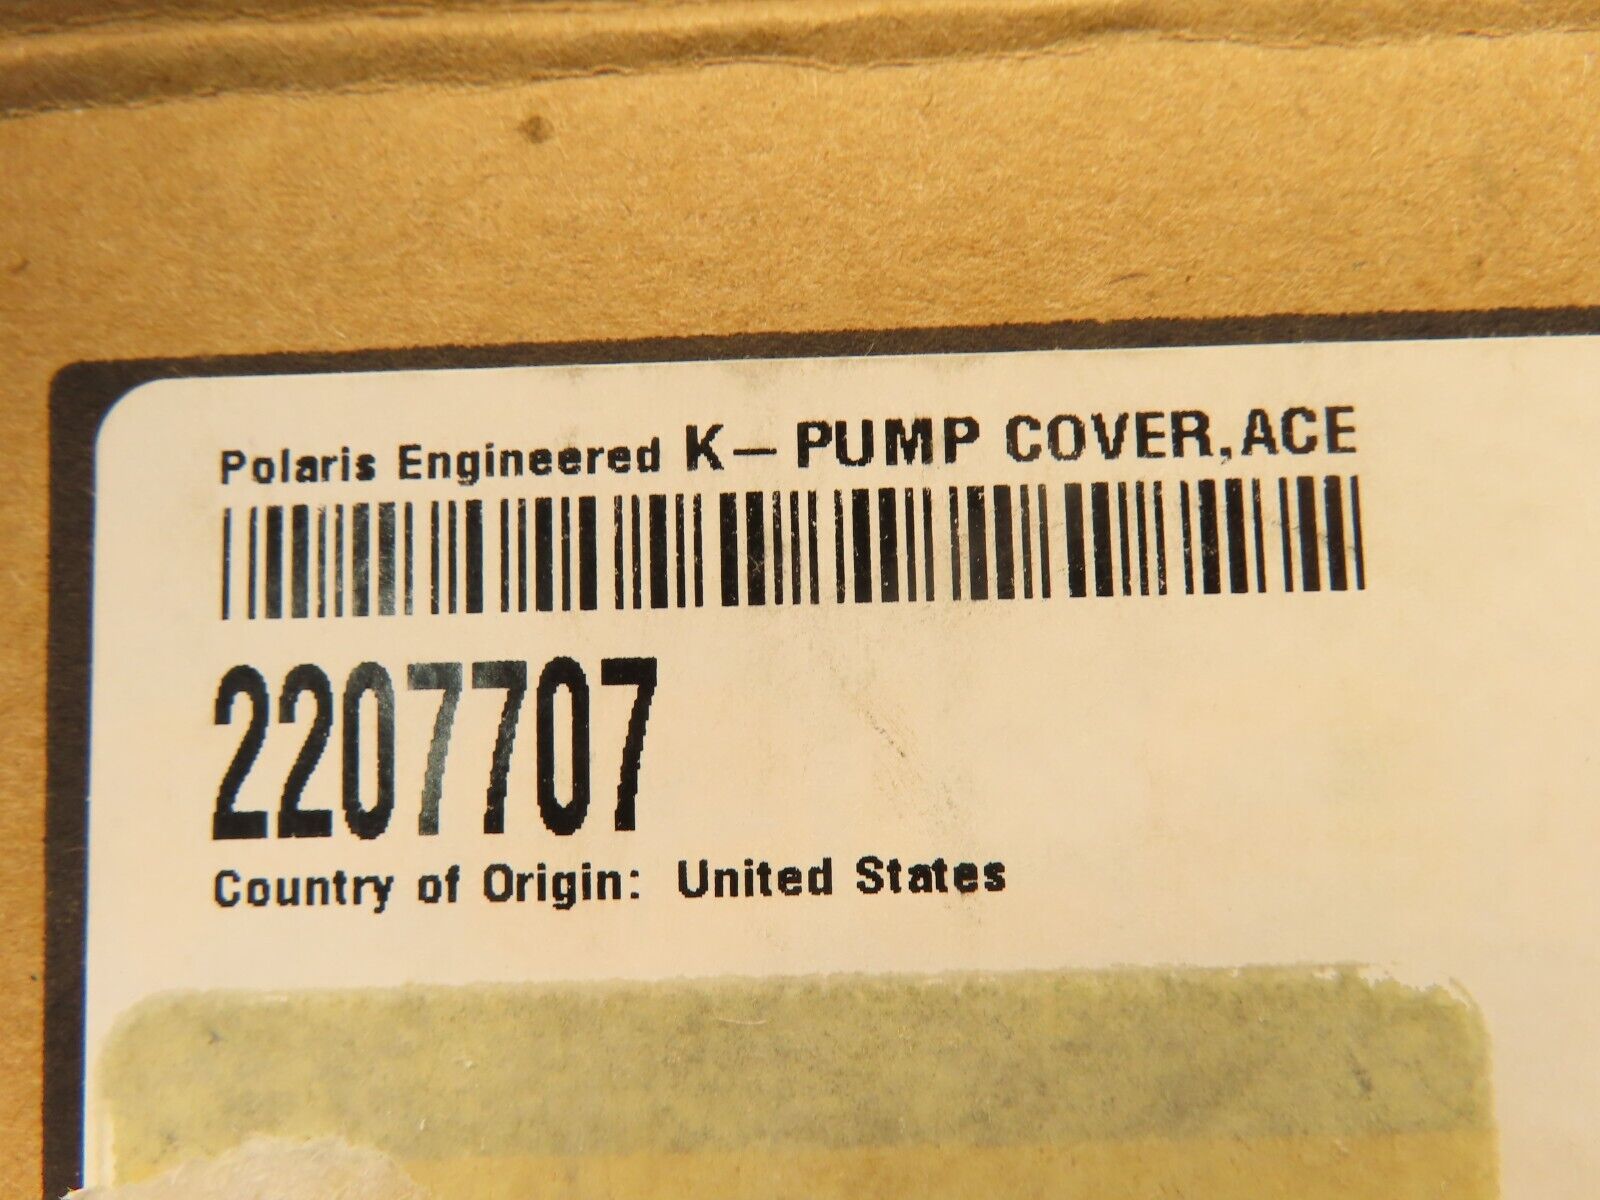 Polaris Engineered K- PUMP COVER,ACE
2207707
Country of Origin: United States